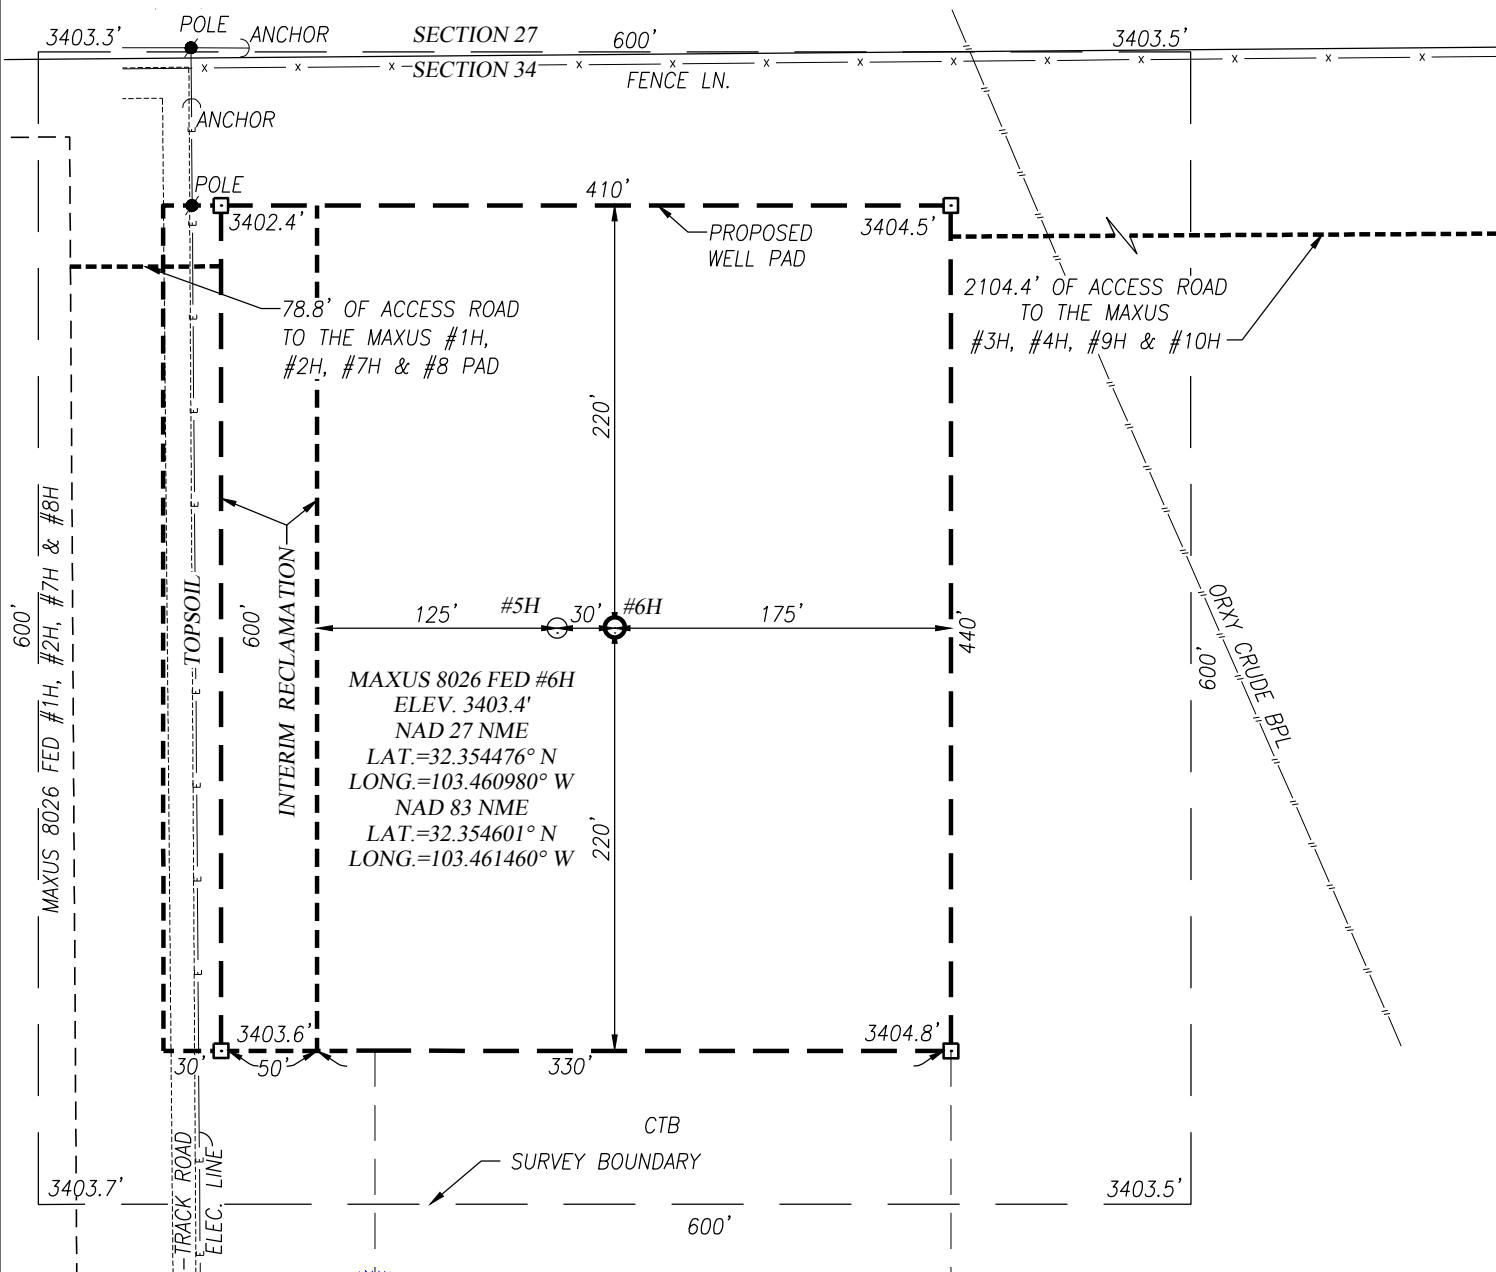 3403.3'
POLE
ANCHOR
SECTION 27
600'
3403.5'
SECTION 34
FENCE LN.
ANCHOR
POLE
410'
3402.4'
3404.5'
PROPOSED
WELL PAD
78.8' OF ACCESS ROAD
TO THE MAXUS #1H,
#2H, #7H & #8 PAD
2104.4' OF ACCESS ROAD
TO THE MAXUS
#3H, #4H, #9H & #10H
220'
600'
MAXUS 8026 FED #1H, #2H, #7H & #8H
TOPSOIL
600'
INTERIM RECLAMATION
125'
#5H
30'
#6H
175'
440'
600'
ORXY CRUDE BPL
MAXUS 8026 FED #6H
ELEV. 3403.4'
NAD 27 NME
LAT.=32.354476° N
LONG.=103.460980° W
NAD 83 NME
LAT.=32.354601° N
LONG.=103.461460° W
220'
3403.6'
3404.8'
30'
50'
330'
CTB
SURVEY BOUNDARY
TRACK ROAD
ELEC. LINE
3403.7'
3403.5'
600'